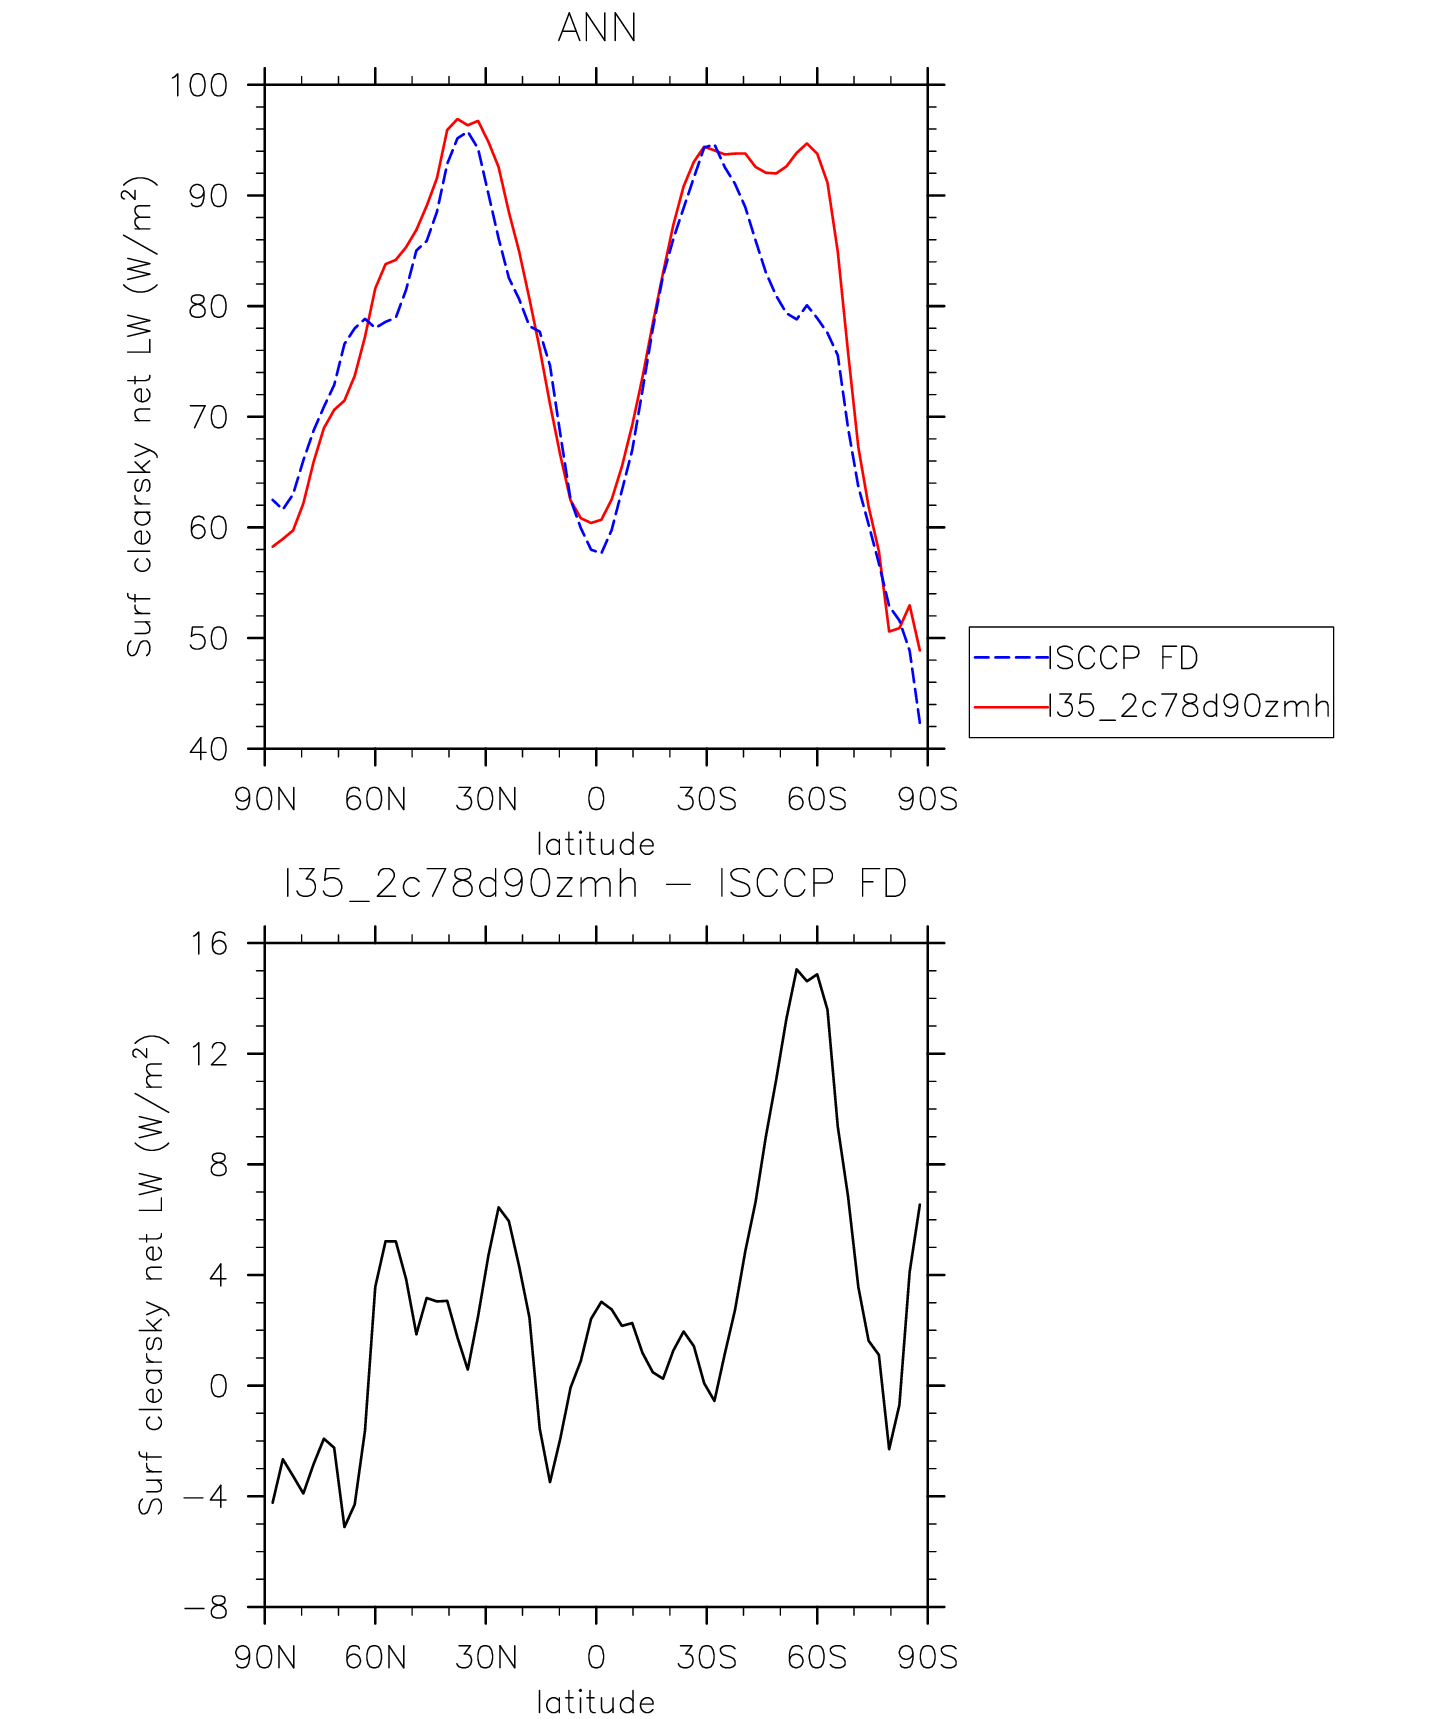 ANN
Surf clearsky net LW (W/m²)
100
90
80
70
60
50
40
90N 60N 30N 0 30S 60S 90S
latitude
ISCCP FD
I35_2c78d90zmh
I35_2c78d90zmh − ISCCP FD
Surf clearsky net LW (W/m²)
16
12
8
4
0
−4
−8
90N 60N 30N 0 30S 60S 90S
latitude